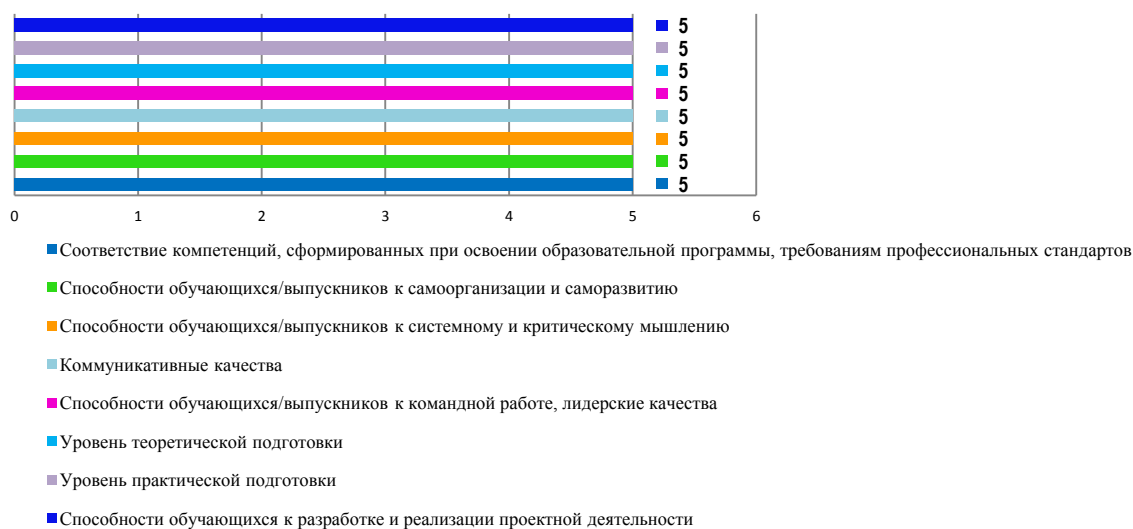 5
5
5
5
5
5
5
5
0 1 2 3 4 5 6
Соответствие компетенций, сформированных при освоении образовательной программы, требованиям профессиональных стандартов
Способности обучающихся/выпускников к самоорганизации и саморазвитию
Способности обучающихся/выпускников к системному и критическому мышлению
Коммуникативные качества
Способности обучающихся/выпускников к командной работе, лидерские качества
Уровень теоретической подготовки
Уровень практической подготовки
Способности обучающихся к разработке и реализации проектной деятельности